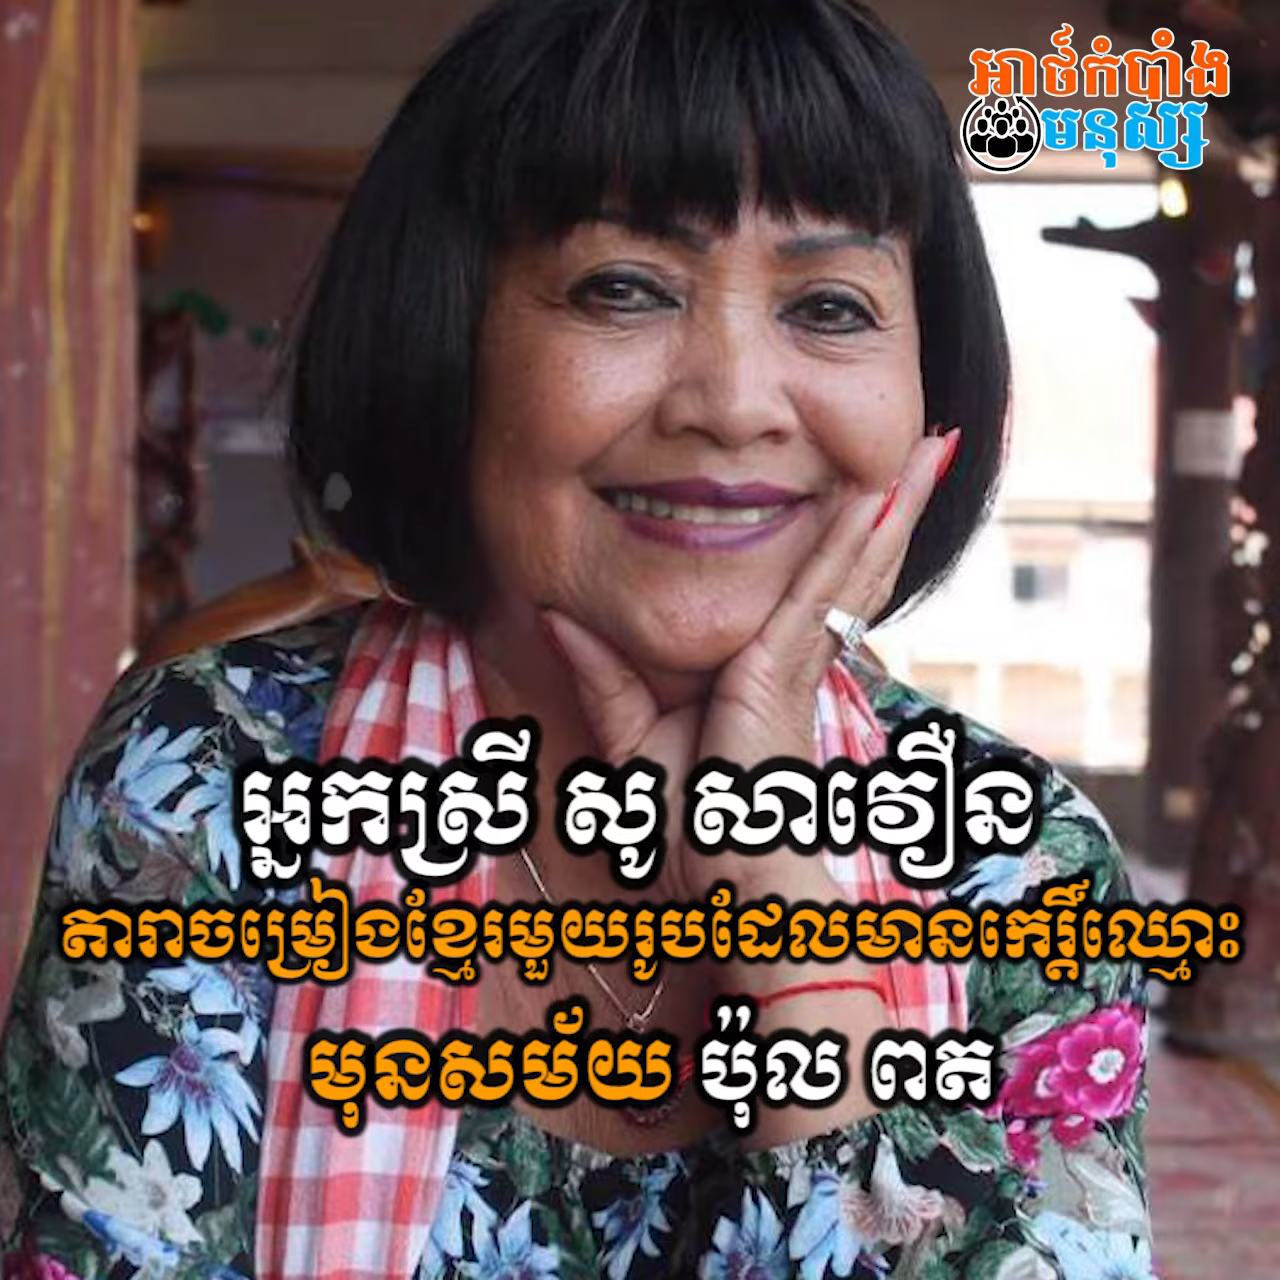 អាថ៌កំបាំង
មនុស្ស
អ្នកស្រី សូ សាវឿន
តារាចម្រៀងខ្មែរមួយរូបដែលមានកេរ្តិ៍ឈ្មោះ
មុនសម័យ ប៉ុល ពត